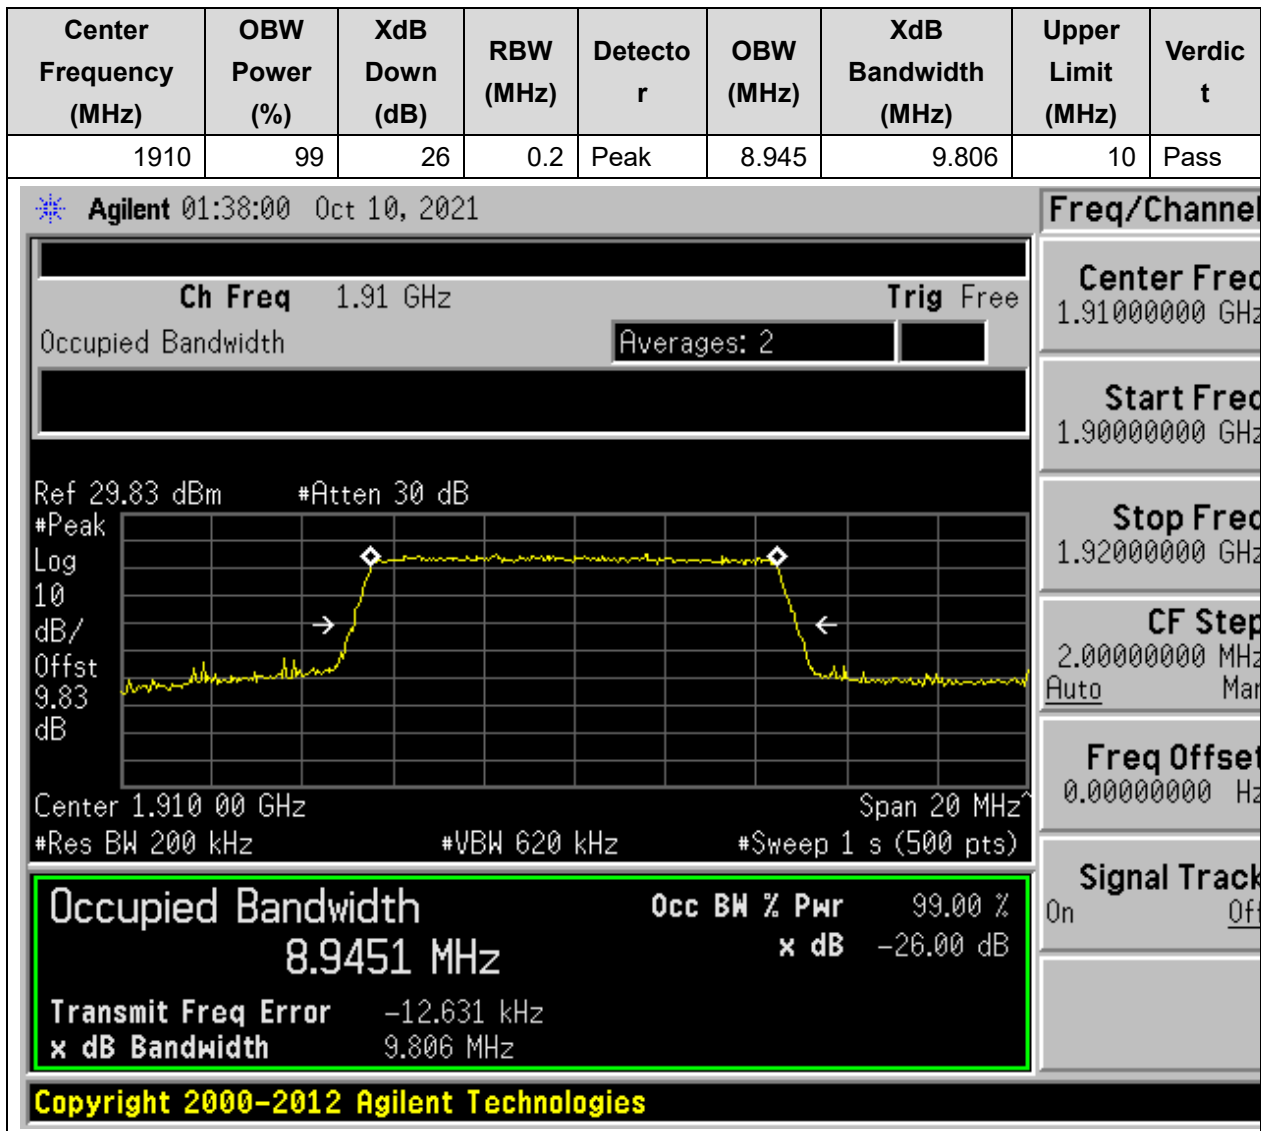 Center Frequency (MHz) OBW Power (%) XdB Down (dB) RBW (MHz) Detecto r OBW (MHz) XdB Bandwidth (MHz) Upper Limit (MHz) Verdic t
1910 99 26 0.2 Peak 8.945 9.806 10 Pass
Agilent 01:38:00 Oct 10, 2021
Freq/Channel
Ch Freq 1.91 GHz Trig Free
Occupied Bandwidth Averages: 2
Center Freq
1.91000000 GHz
Start Freq
1.90000000 GHz
Stop Freq
1.92000000 GHz
CF Step
2.00000000 MHz
Auto Man
Freq Offset
0.00000000 Hz
Signal Track
On Off
Ref 29.83 dBm #Atten 30 dB
#Peak
Log
10
dB/
Offst
9.83
dB
Center 1.910 00 GHz Span 20 MHz^
#Res BW 200 kHz #VBW 620 kHz #Sweep 1 s (500 pts)
Occupied Bandwidth Occ BW % Pwr 99.00 %
8.9451 MHz x dB -26.00 dB
Transmit Freq Error -12.631 kHz
x dB Bandwidth 9.806 MHz
Copyright 2000-2012 Agilent Technologies